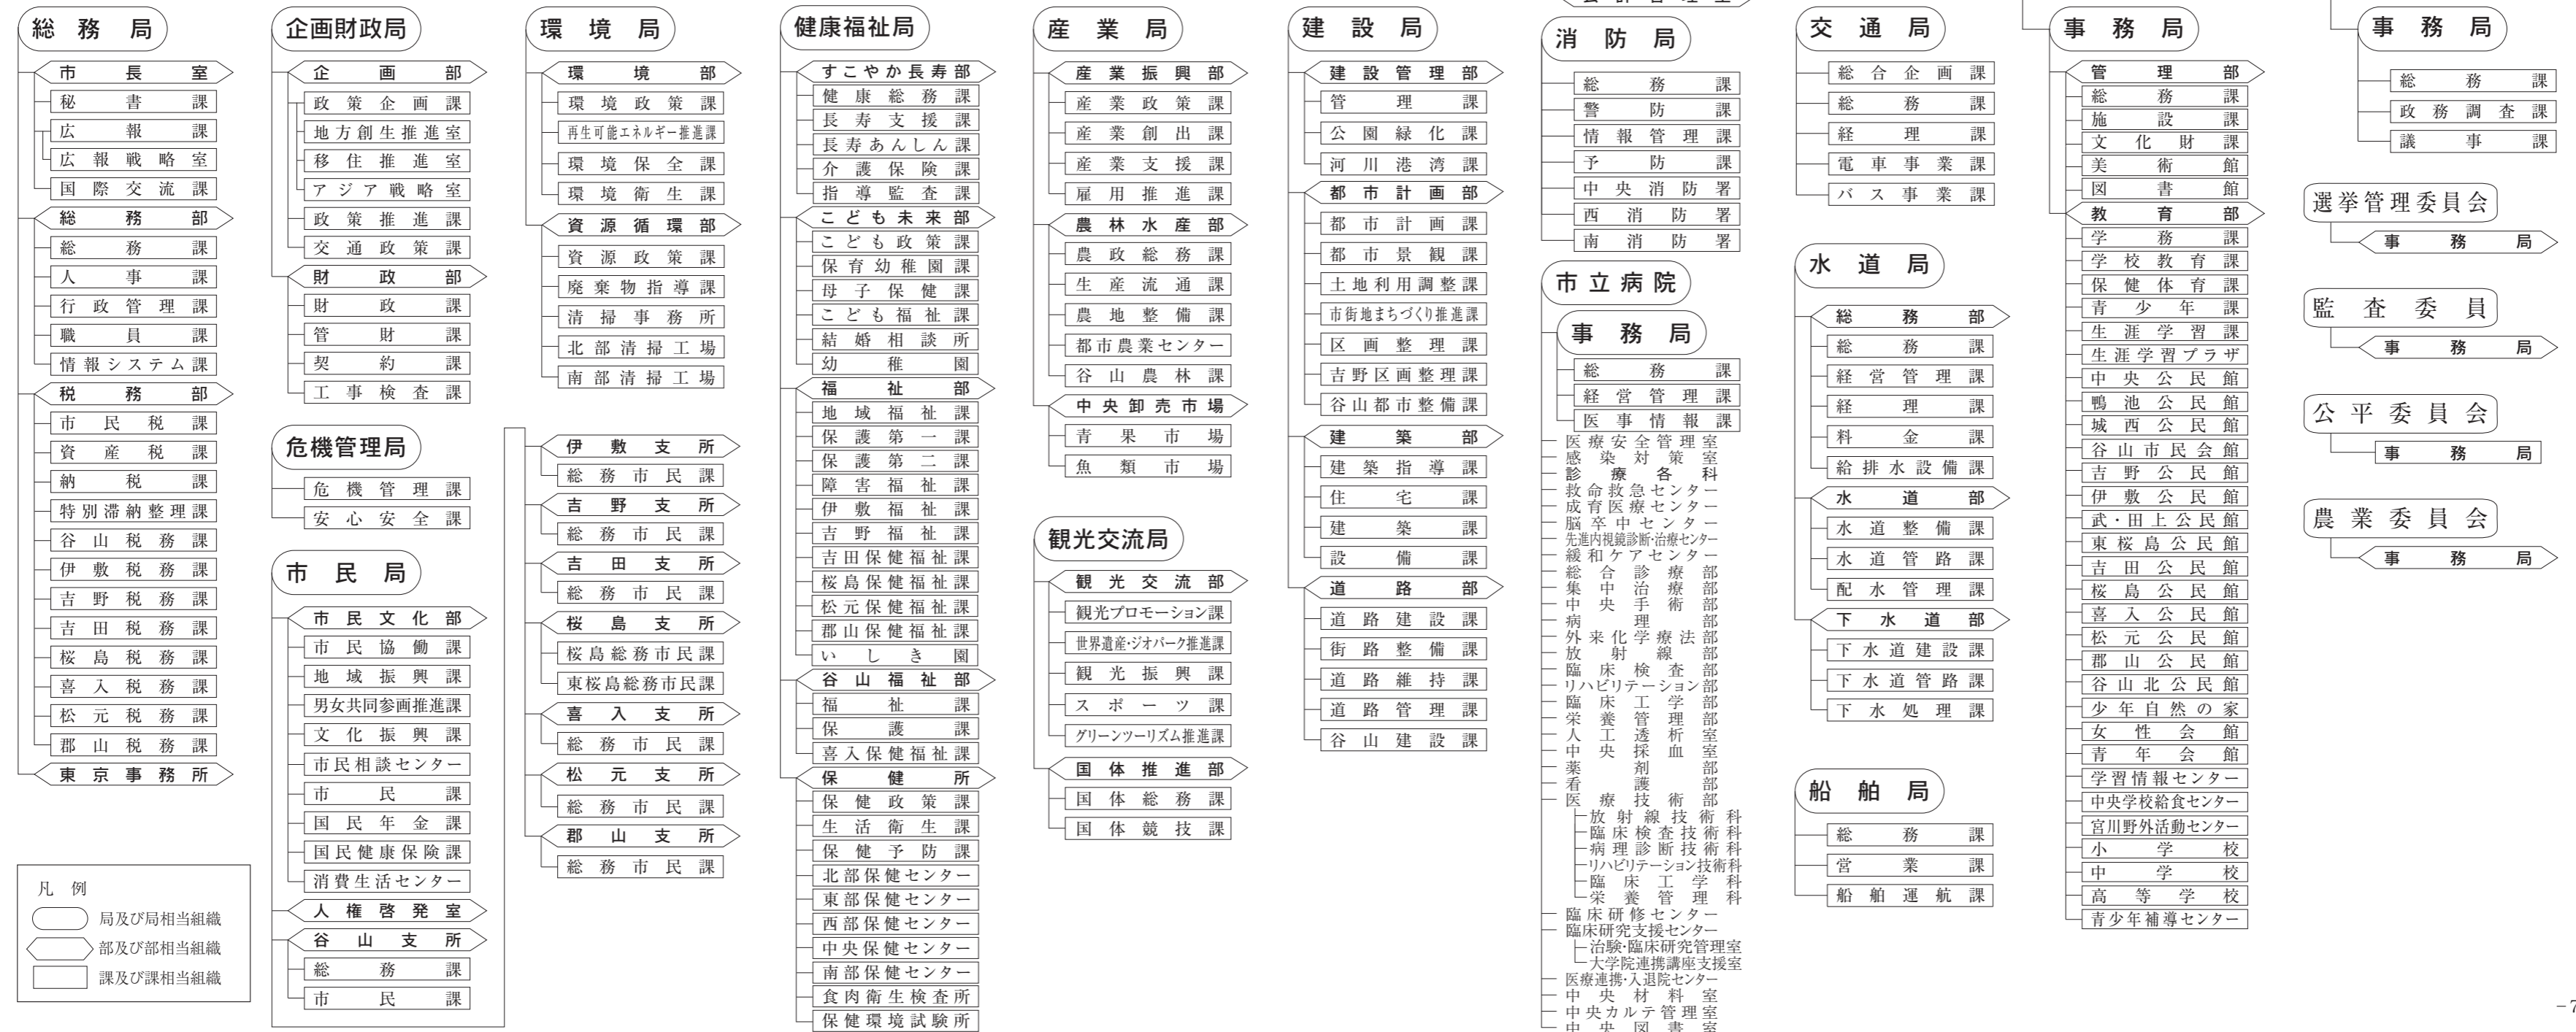 総務局
市長室
秘書課
広報課
広報戦略室
国際交流課
総務部
総務課
人事課
行政管理課
職員課
情報システム課
税務部
市民税課
資産税課
納税課
特別滞納整理課
谷山税務課
伊敷税務課
吉野税務課
吉田税務課
桜島税務課
喜入税務課
松元税務課
郡山税務課
東京事務所
凡例
局及び局相当組織
部及び部相当組織
課及び課相当組織
企画財政局
企画部
政策企画課
地方創生推進室
移住推進室
アジア戦略室
政策推進課
交通政策課
財政部
財政課
管財課
契約課
工事検査課
危機管理局
危機管理課
安心安全課
市民局
市民文化部
市民協働課
地域振興課
男女共同参画推進課
文化振興課
市民相談センター
市民課
国民年金課
国民健康保険課
消費生活センター
人権啓発室
谷山支所
総務課
市民課
環境局
環境部
環境政策課
再生可能エネルギー推進課
環境保全課
環境衛生課
資源循環部
資源政策課
廃棄物指導課
清掃事務所
北部清掃工場
南部清掃工場
伊敷支所
総務市民課
吉野支所
総務市民課
吉田支所
総務市民課
桜島支所
桜島総務市民課
東桜島総務市民課
喜入支所
総務市民課
松元支所
総務市民課
郡山支所
総務市民課
健康福祉局
すこやか長寿部
健康総務課
長寿支援課
長寿あんしん課
介護保険課
指導監査課
こども未来部
こども政策課
保育幼稚園課
母子保健課
こども福祉課
結婚相談所
幼稚園
福祉部
地域福祉課
保護第一課
保護第二課
障害福祉課
伊敷福祉課
吉野福祉課
吉田保健福祉課
桜島保健福祉課
松元保健福祉課
郡山保健福祉課
いしき園
谷山福祉部
福祉課
保護課
喜入保健福祉課
保健所
保健政策課
生活衛生課
保健予防課
北部保健センター
東部保健センター
西部保健センター
中央保健センター
南部保健センター
食肉衛生検査所
保健環境試験所
産業局
産業振興部
産業政策課
産業創出課
産業支援課
雇用推進課
農林水産部
農政総務課
生産流通課
農地整備課
都市農業センター
谷山農林課
中央卸売市場
青果市場
魚類市場
観光交流局
観光交流部
観光プロモーション課
世界遺産・ジオパーク推進課
観光振興課
スポーツ課
グリーンツーリズム推進課
国体推進部
国体総務課
国体競技課
建設局
建設管理部
管理課
公園緑化課
河川港湾課
都市計画部
都市計画課
都市景観課
土地利用調整課
市街地まちづくり推進課
区画整理課
吉野区画整理課
谷山都市整備課
建築部
建築指導課
住宅課
建築課
設備課
道路部
道路建設課
街路整備課
道路維持課
道路管理課
谷山建設課
消防局
総務課
警防課
情報管理課
予防課
中央消防署
西消防署
南消防署
市立病院
事務局
総務課
経営管理課
医事情報課
医療安全管理室
感染対策室
診療各科
救命救急センター
成育医療センター
脳卒中センター
先進内視鏡診断・治療センター
緩和ケアセンター
総合診療部
集中治療部
中央手術部
病理部
外来化学療法部
放射線部
臨床検査部
リハビリテーション部
臨床工学部
栄養管理部
人工透析室
中央採血室
薬剤部
看護部
医療技術部
放射線技術科
臨床検査技術科
病理診断技術科
リハビリテーション技術科
臨床工学科
栄養管理科
臨床研修センター
臨床研究支援センター
治験・臨床研究管理室
大学院連携講座支援室
医療連携・入退院センター
中央材料室
中央カルテ管理室
中央図書室
交通局
総合企画課
総務課
経理課
電車事業課
バス事業課
水道局
総務部
総務課
経営管理課
経理課
料金課
給排水設備課
水道部
水道整備課
水道管路課
配水管理課
下水道部
下水道建設課
下水道管路課
下水処理課
船舶局
総務課
営業課
船舶運航課
事務局
管理部
総務課
施設課
文化財課
美術館
図書館
教育部
学務課
学校教育課
保健体育課
青少年課
生涯学習課
生涯学習プラザ
中央公民館
鴨池公民館
城西公民館
谷山市民会館
吉野公民館
伊敷公民館
武・田上公民館
東桜島公民館
吉田公民館
桜島公民館
喜入公民館
松元公民館
郡山公民館
谷山北公民館
少年自然の家
女性会館
青年会館
学習情報センター
中央学校給食センター
宮川野外活動センター
小学校
中学校
高等学校
青少年補導センター
事務局
総務課
政務調査課
議事課
選挙管理委員会
事務局
監査委員
事務局
公平委員会
事務局
農業委員会
事務局
-7